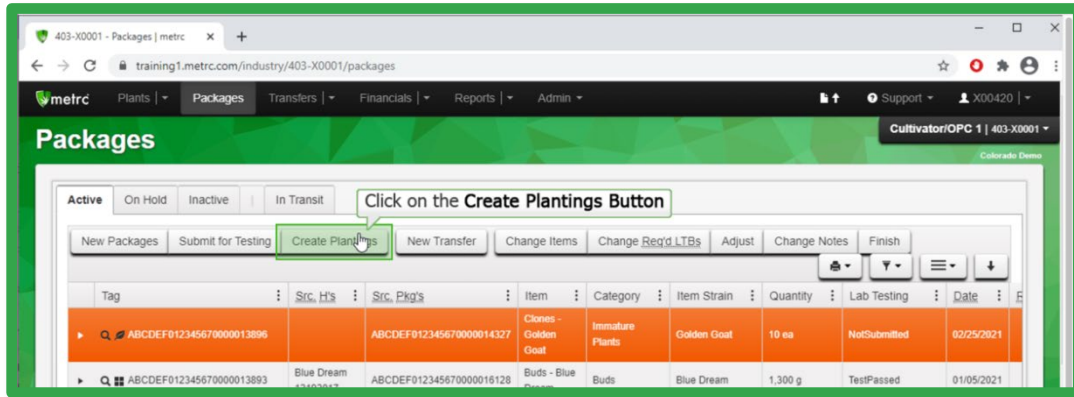 403-X0001 - Packages | metrc
training1.metrc.com/industry/403-X0001/packages
metrc Plants Packages Transfers Financials Reports Admin Support X00420
Packages
Cultivator/OPC 1 | 403-X0001
Colorado Demo
Active On Hold Inactive In Transit
Click on the Create Plantings Button
New Packages Submit for Testing Create Plantings New Transfer Change Items Change Req'd LTBs Adjust Change Notes Finish
Tag Src. H's Src. Pkg's Item Category Item Strain Quantity Lab Testing Date
ABCDEF012345670000013896 ABCDEF012345670000014327 Clones - Golden Goat Immature Plants Golden Goat 10 ea NotSubmitted 02/25/2021
ABCDEF012345670000013893 Blue Dream ABCDEF012345670000016128 Buds - Blue Dream Buds Blue Dream 1,300 g TestPassed 01/05/2021